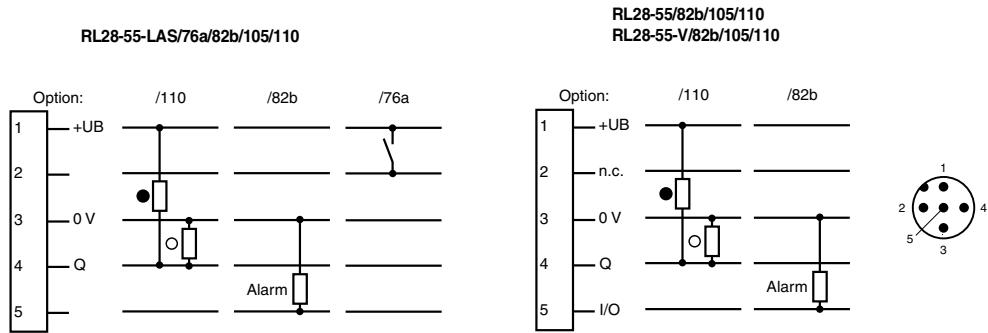 RL28-55-LAS/76a/82b/105/110
Option: /110 /82b /76a
1 +UB
2
3 0 V
4 Q
Alarm
5
RL28-55/82b/105/110
RL28-55-V/82b/105/110
Option: /110 /82b
1 +UB
2 n.c.
3 0 V
4 Q
Alarm
5 I/O
1
2 4
5
3